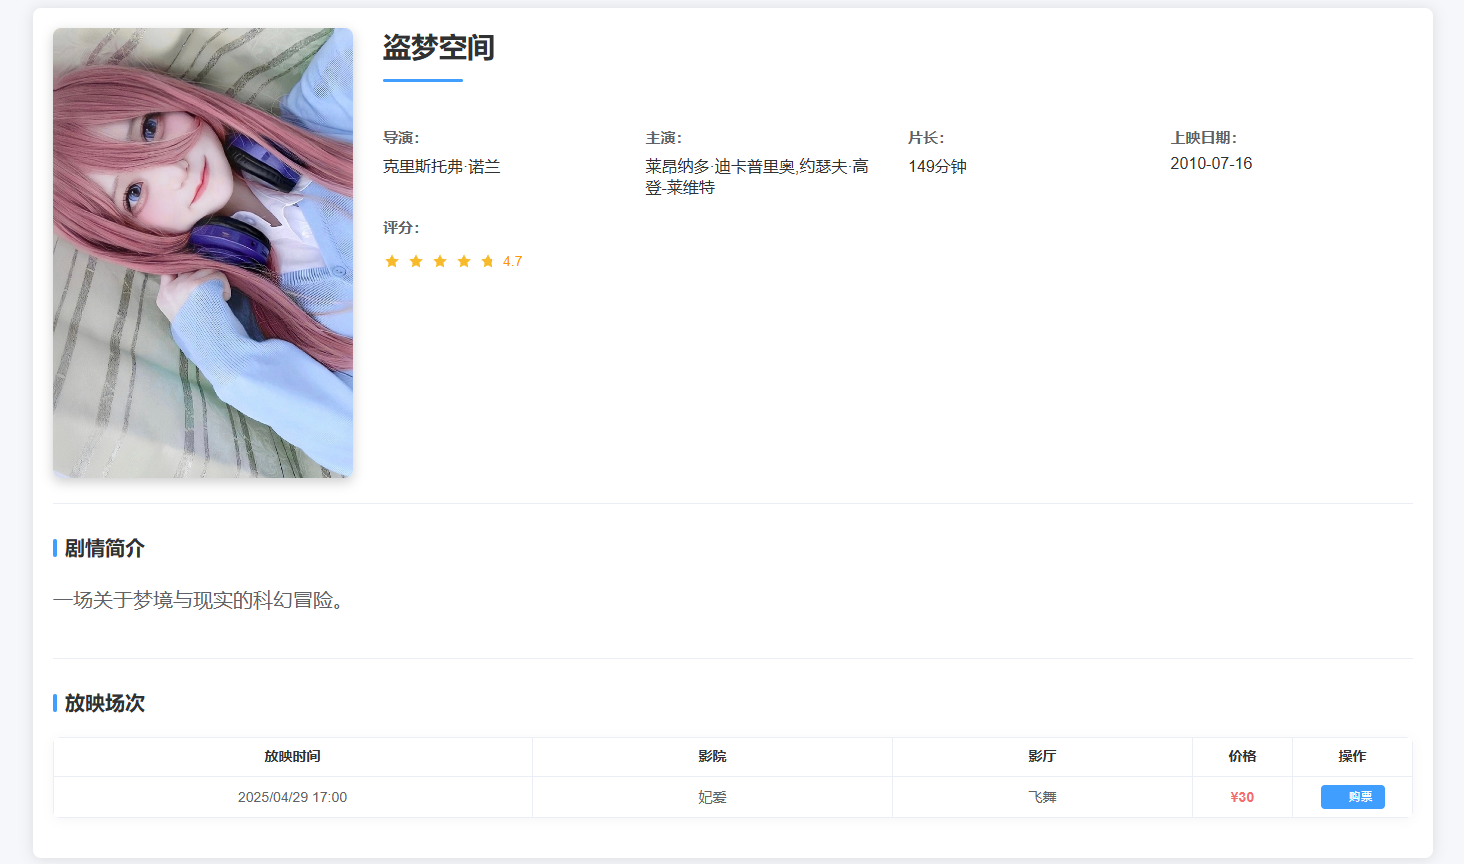 盗梦空间
导演：
克里斯托弗·诺兰
主演：
莱昂纳多·迪卡普里奥,约瑟夫·高
登-莱维特
片长：
149分钟
上映日期：
2010-07-16
评分：
4.7
剧情简介
一场关于梦境与现实的科幻冒险。
放映场次
放映时间 影院 影厅 价格 操作
2025/04/29 17:00 妃爱 飞舞 ¥30 购票